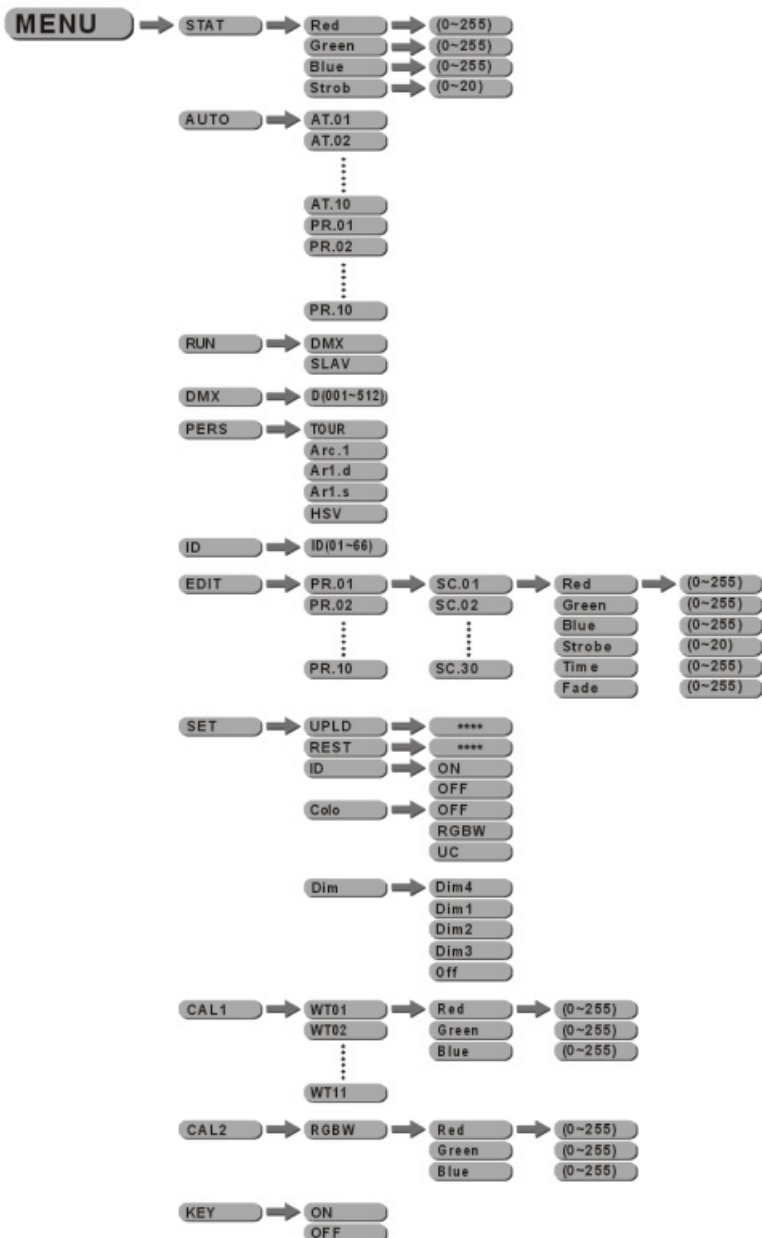 MENU STAT Red (0~255)
Green (0~255)
Blue (0~255)
Strob (0~20)
AUTO AT.01
AT.02
AT.10
PR.01
PR.02
PR.10
RUN DMX
SLAV
DMX D(001~512)
PERS TOUR
Arc.1
Ar1.d
Ar1.s
HSV
ID ID(01~66)
EDIT PR.01 SC.01 Red (0~255)
PR.02 SC.02 Green (0~255)
Blue (0~255)
Strobe (0~20)
PR.10 SC.30 Time (0~255)
Fade (0~255)
SET UPLD ****
REST ****
ID ON
OFF
Colo OFF
RGBW
UC
Dim Dim4
Dim1
Dim2
Dim3
Off
CAL1 WT01 Red (0~255)
WT02 Green (0~255)
Blue (0~255)
WT11
CAL2 RGBW Red (0~255)
Green (0~255)
Blue (0~255)
KEY ON
OFF